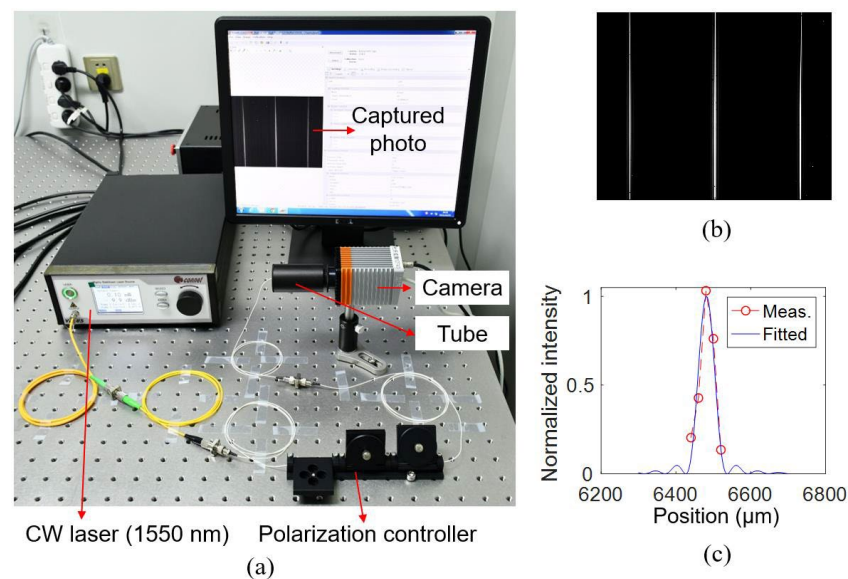 Captured
photo
Camera
Tube
CW laser (1550 nm)
Polarization controller
(a)
(b)
Normalized intensity
1
0.5
0
Meas.
Fitted
6200
6400
6600
6800
Position (µm)
(c)